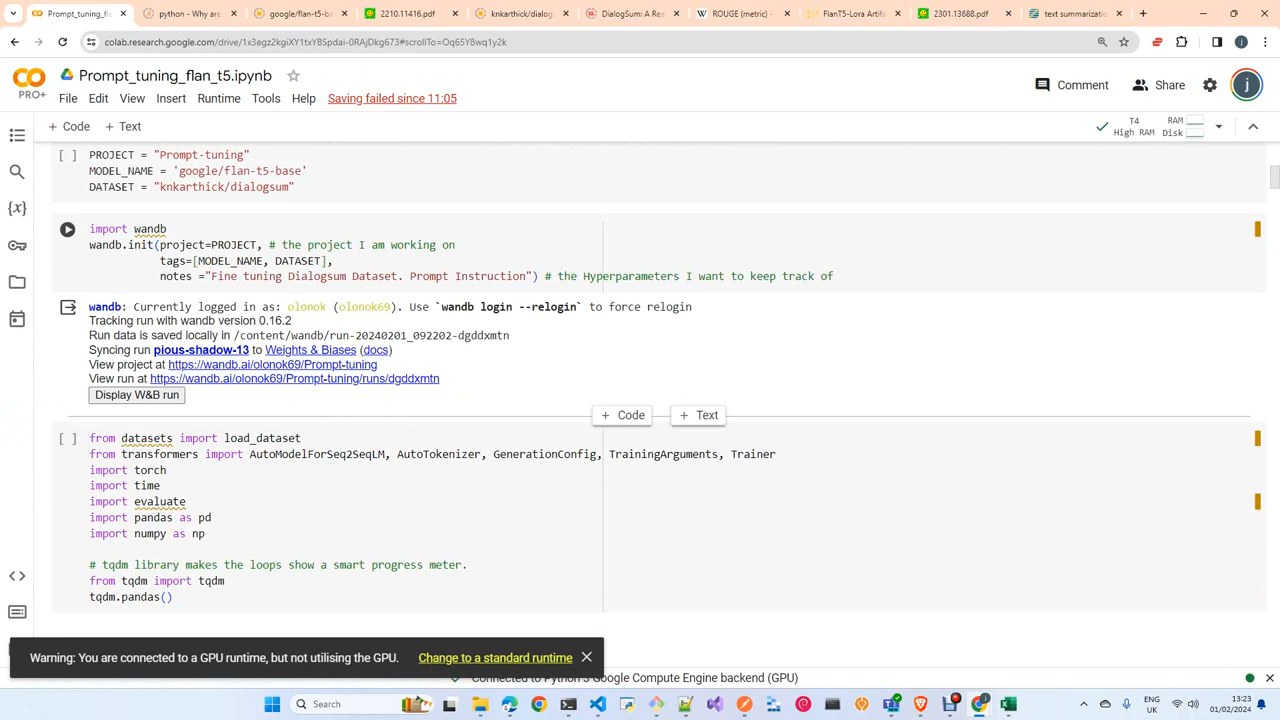 Prompt_tuning_fl
python - Why are
google/flan-t5-ba
2210.11416.pdf
knkarthick/dialog
DialogSum: A Re
ROUGE (metric) -
FlanT5-Lora Artifa
2301.13688.pdf
text summarizatio
colab.research.google.com/drive/1x3egz2kgiXY1txYBSpdai-0RAjDkg673#scrollTo=Oq65Y8wq1y2k
PRO+
Prompt_tuning_flan_t5.ipynb
Comment
Share
j
File Edit View Insert Runtime Tools Help Saving failed since 11:05
+ Code + Text
T4 High RAM
RAM
Disk
[ ] PROJECT = "Prompt-tuning"
MODEL_NAME = 'google/flan-t5-base'
DATASET = "knkarthick/dialogsum"
import wandb
wandb.init(project=PROJECT, # the project I am working on
tags=[MODEL_NAME, DATASET],
notes ="Fine tuning Dialogsum Dataset. Prompt Instruction") # the Hyperparameters I want to keep track of
wandb: Currently logged in as: olonok (olonok69). Use `wandb login --relogin` to force relogin
Tracking run with wandb version 0.16.2
Run data is saved locally in /content/wandb/run-20240201_092202-dgddxmtn
Syncing run pious-shadow-13 to Weights & Biases (docs)
View project at https://wandb.ai/olonok69/Prompt-tuning
View run at https://wandb.ai/olonok69/Prompt-tuning/runs/dgddxmtn
Display W&B run
+ Code + Text
[ ] from datasets import load_dataset
from transformers import AutoModelForSeq2SeqLM, AutoTokenizer, GenerationConfig, TrainingArguments, Trainer
import torch
import time
import evaluate
import pandas as pd
import numpy as np
# tqdm library makes the loops show a smart progress meter.
from tqdm import tqdm
tqdm.pandas()
Warning: You are connected to a GPU runtime, but not utilising the GPU. Change to a standard runtime
Connected to Python 3 Google Compute Engine backend (GPU)
Search
ENG
UK
13:23
01/02/2024